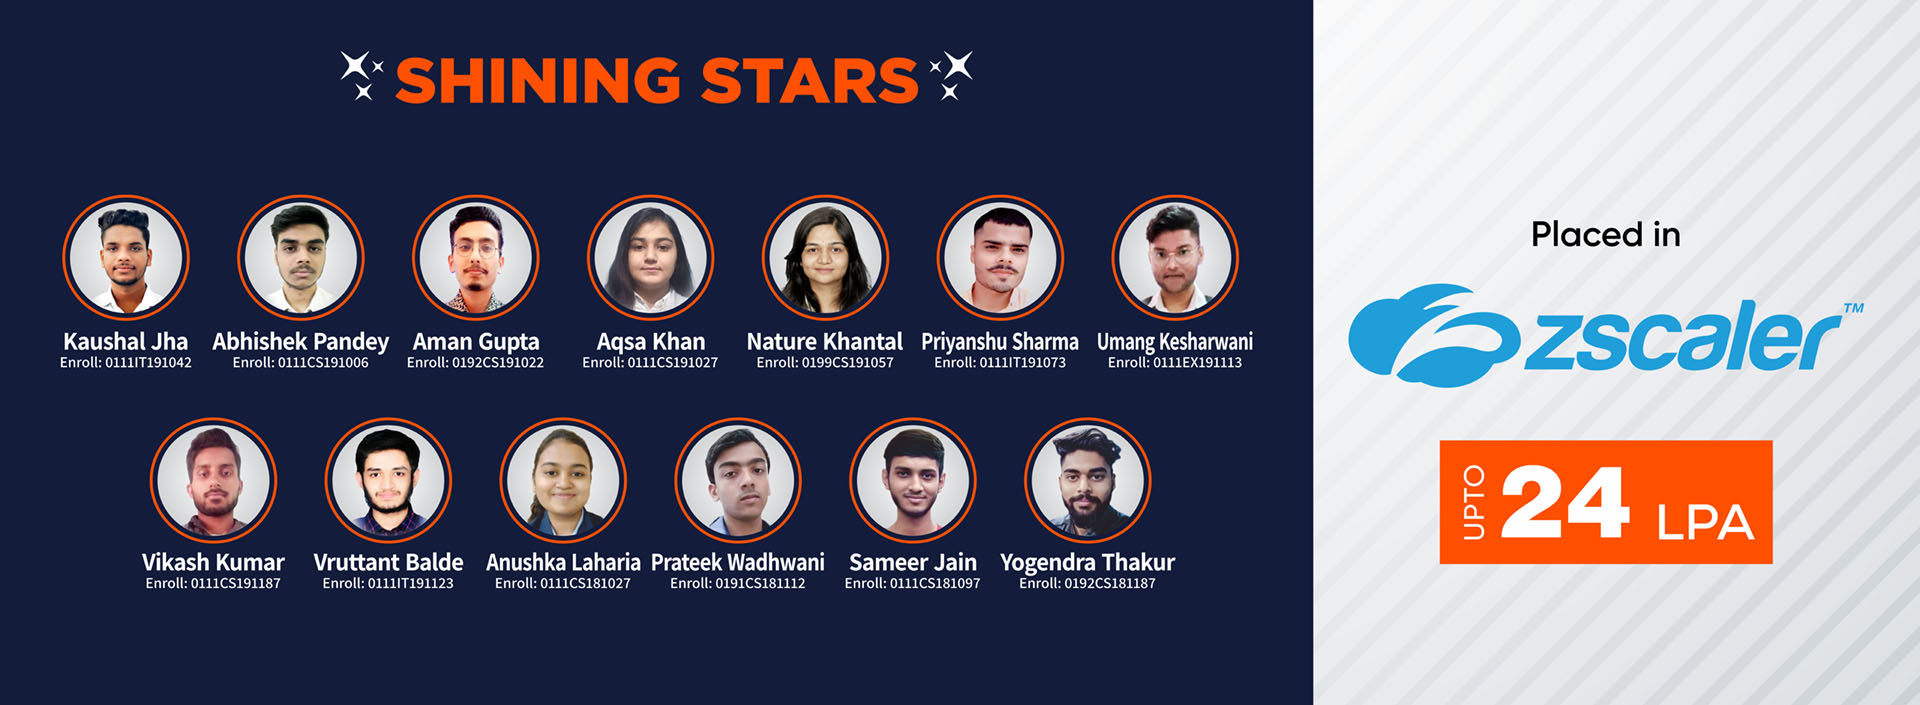 SHINING STARS
Kaushal Jha
Enroll: 0111IT191042
Abhishek Pandey
Enroll: 0111CS191006
Aman Gupta
Enroll: 0192CS191022
Aqsa Khan
Enroll: 0111CS191027
Nature Khantal
Enroll: 0199CS191057
Priyanshu Sharma
Enroll: 0111IT191073
Umang Kesharwani
Enroll: 0111EX191113
Vikash Kumar
Enroll: 0111CS191187
Vruttant Balde
Enroll: 0111IT191123
Anushka Laharia
Enroll: 0111CS181027
Prateek Wadhwani
Enroll: 0191CS181112
Sameer Jain
Enroll: 0111CS181097
Yogendra Thakur
Enroll: 0192CS181187
Placed in
zscaler™
UPTO 24 LPA